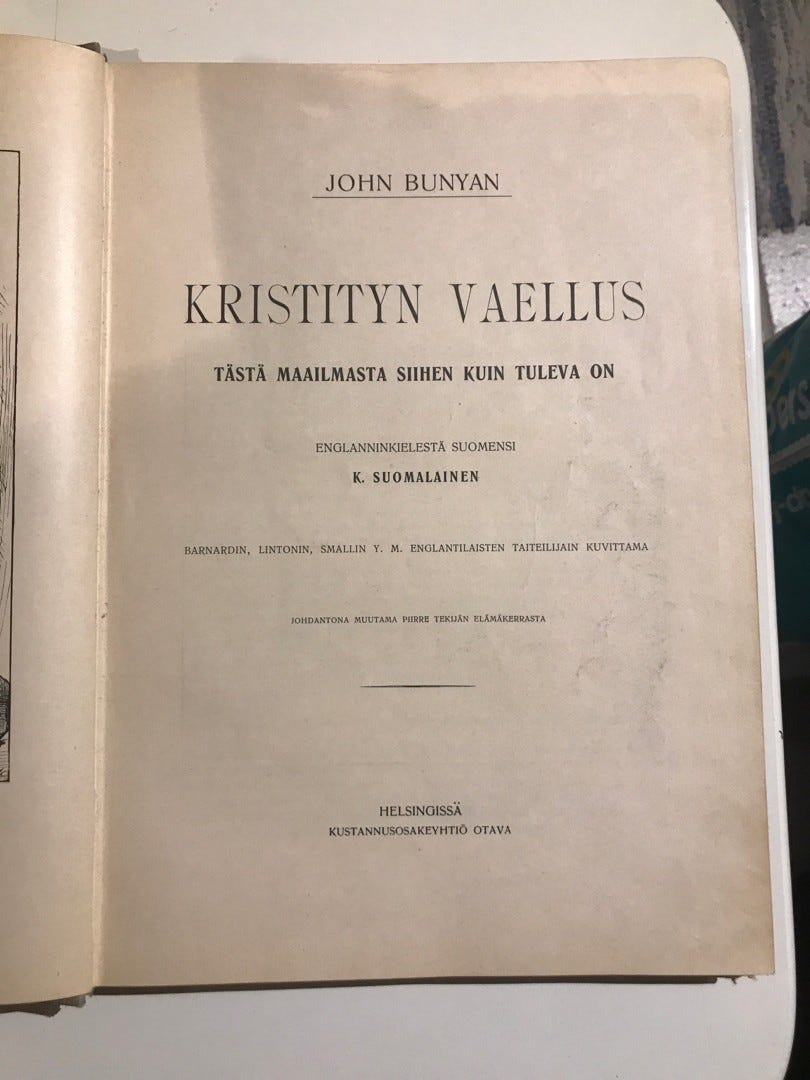 JOHN BUNYAN
KRISTITYN VAELLUS
TÄSTÄ MAAILMASTA SIIHEN KUIN TULEVA ON
ENGLANNINKIELESTÄ SUOMENSI
K. SUOMALAINEN
BARNARDIN, LINTONIN, SMALLIN Y. M. ENGLANTILAISTEN TAITEILIJAIN KUVITTAMA
JOHDANTONA MUUTAMA PIIRRE TEKIJÄN ELÄMÄKERRASTA
HELSINGISSÄ
KUSTANNUSOSAKEYHTIÖ OTAVA